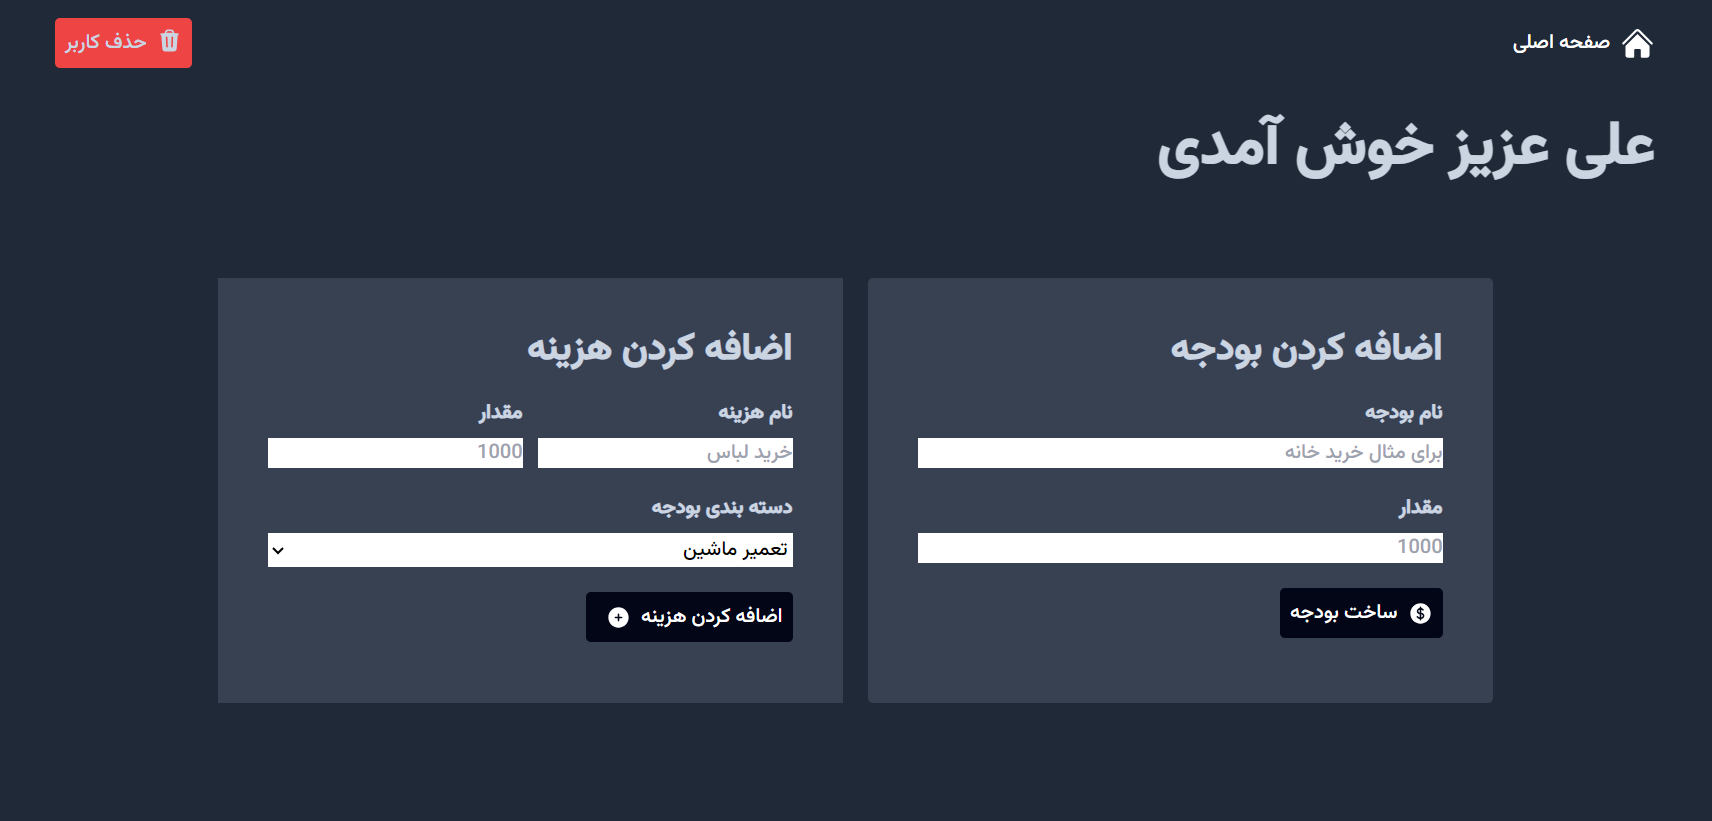 صفحه اصلی
حذف کاربر
علی عزیز خوش آمدی
اضافه کردن بودجه
نام بودجه
برای مثال خرید خانه
مقدار
1000
ساخت بودجه
اضافه کردن هزینه
نام هزینه
مقدار
خرید لباس
1000
دسته بندی بودجه
تعمیر ماشین
اضافه کردن هزینه